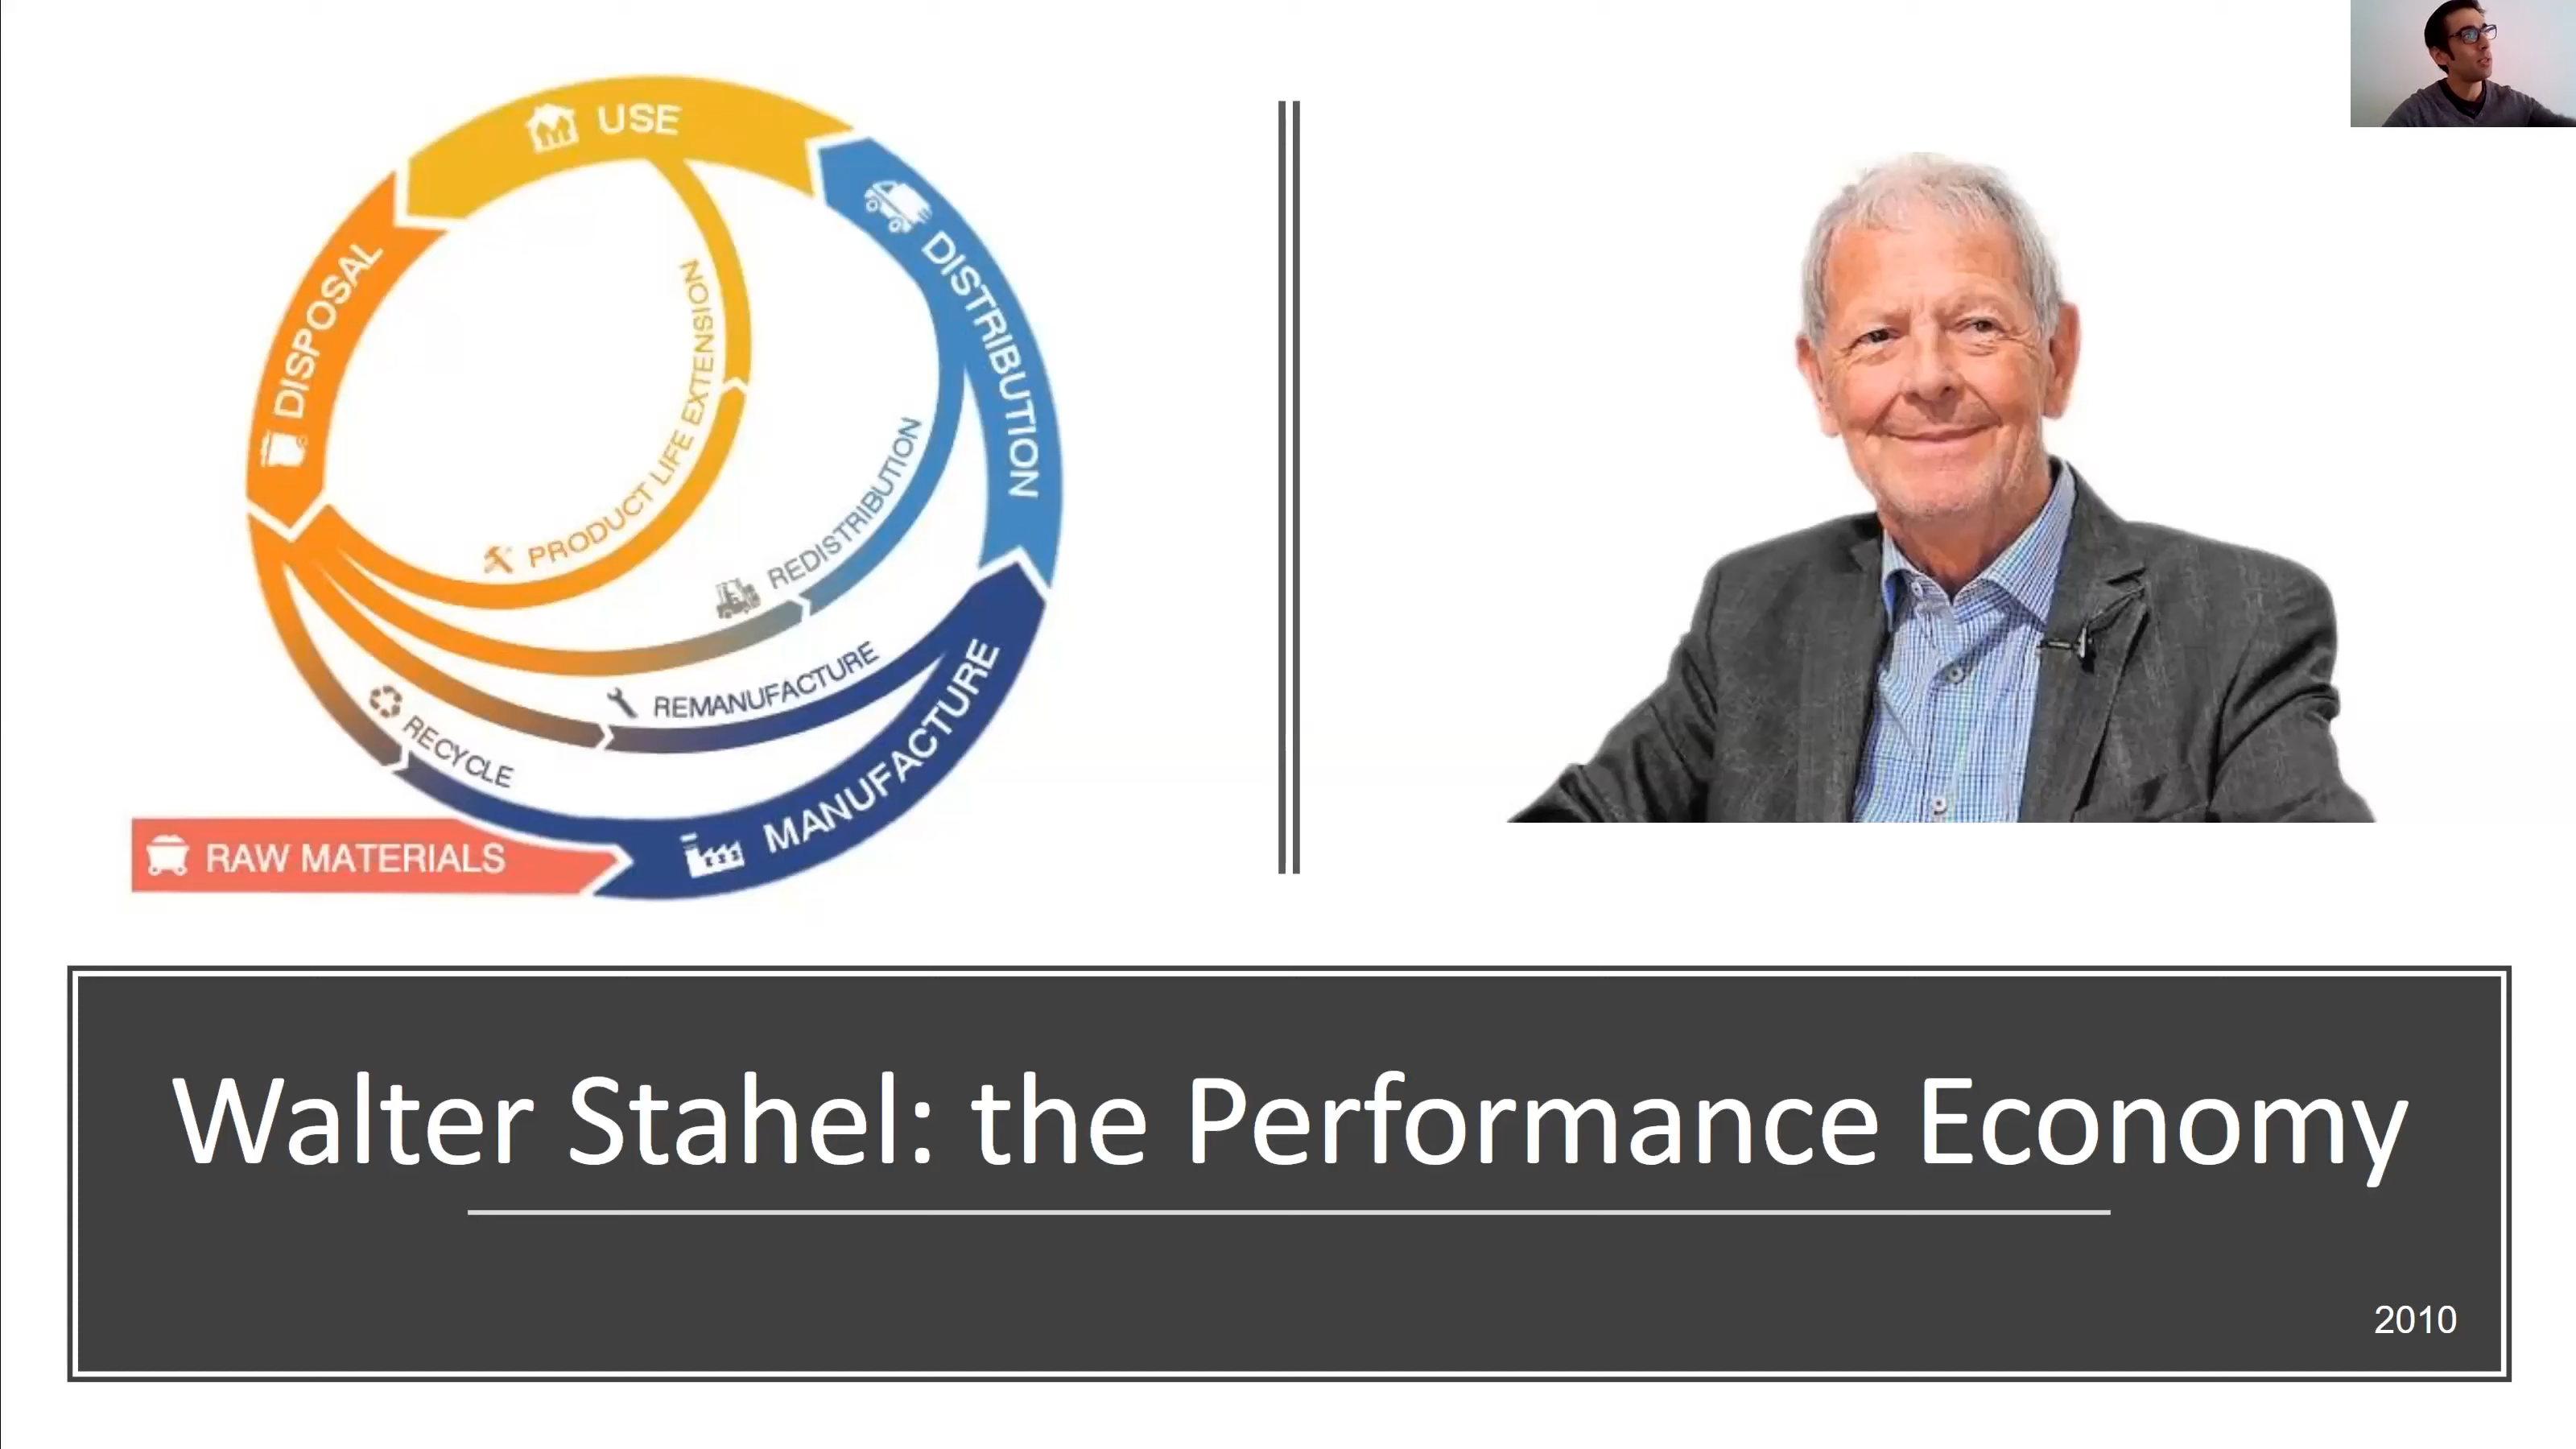 USE
DISTRIBUTION
DISPOSAL
PRODUCT LIFE EXTENSION
REDISTRIBUTION
REMANUFACTURE
RECYCLE
MANUFACTURE
RAW MATERIALS
Walter Stahel: the Performance Economy
2010